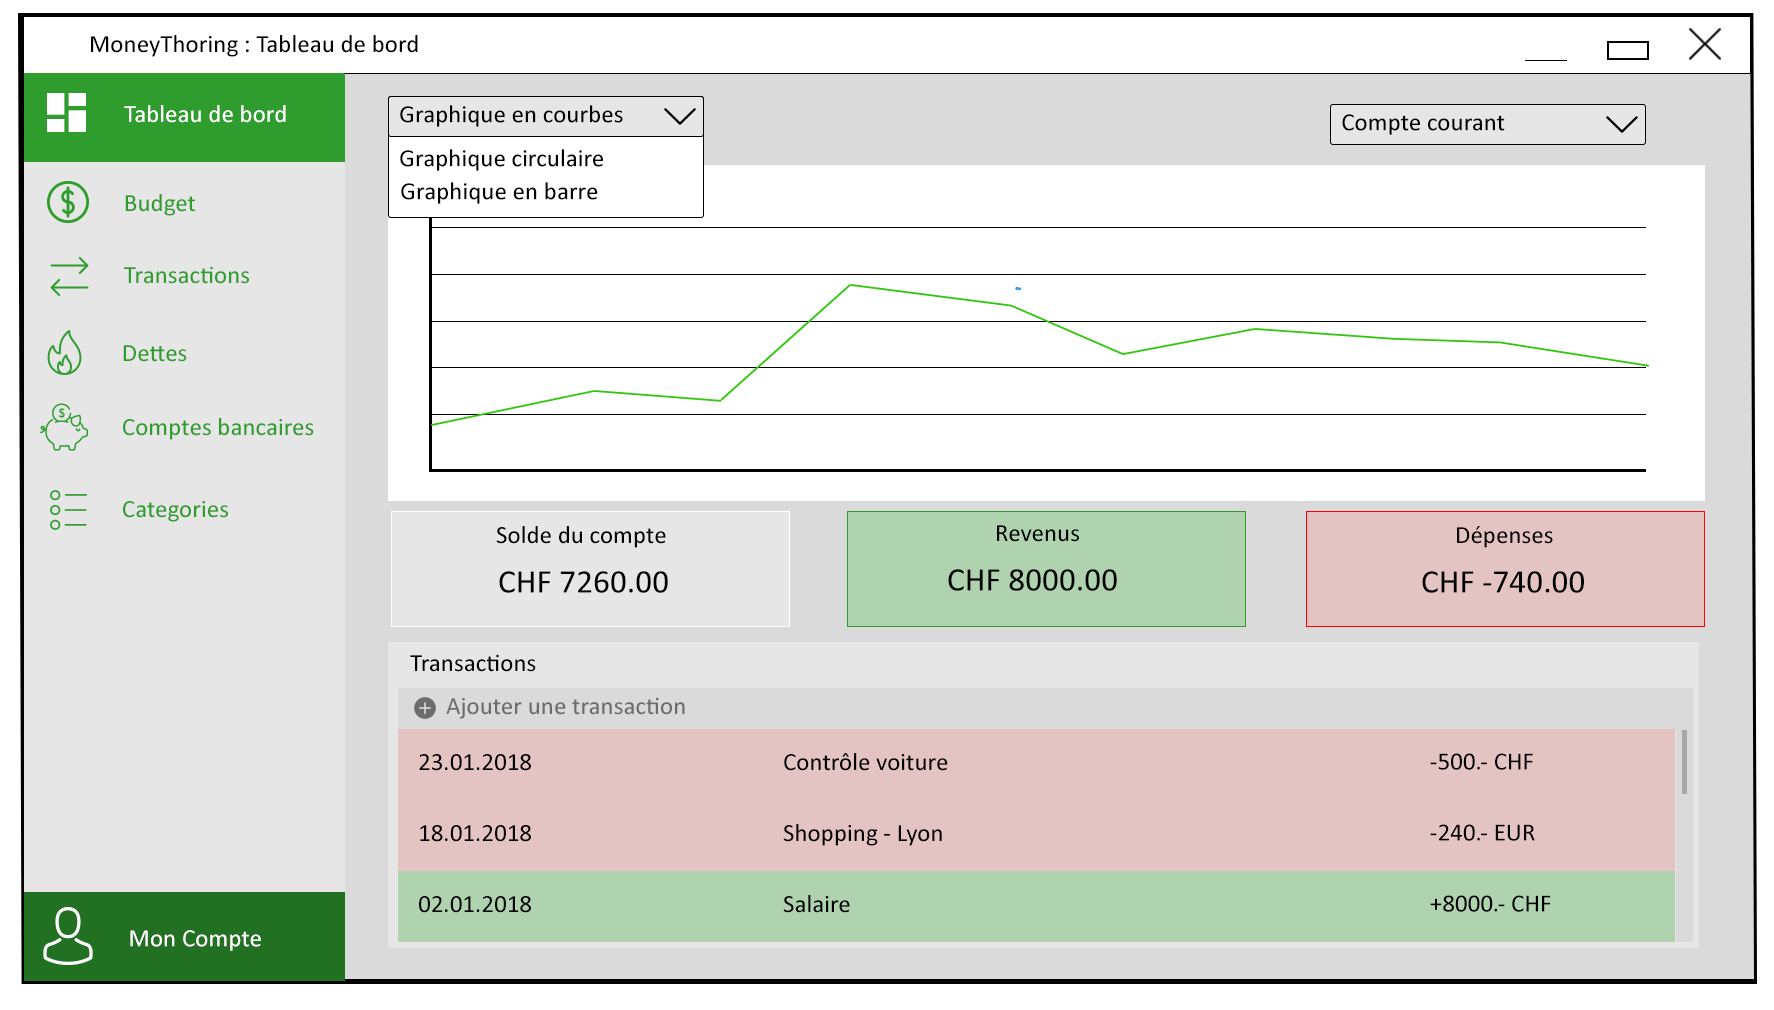 MoneyThoring : Tableau de bord
Tableau de bord
Budget
Transactions
Dettes
Comptes bancaires
Categories
Mon Compte
Graphique en courbes
Graphique circulaire
Graphique en barre
Compte courant
Solde du compte
CHF 7260.00
Revenus
CHF 8000.00
Dépenses
CHF -740.00
Transactions
Ajouter une transaction
23.01.2018 Contrôle voiture -500.- CHF
18.01.2018 Shopping - Lyon -240.- EUR
02.01.2018 Salaire +8000.- CHF